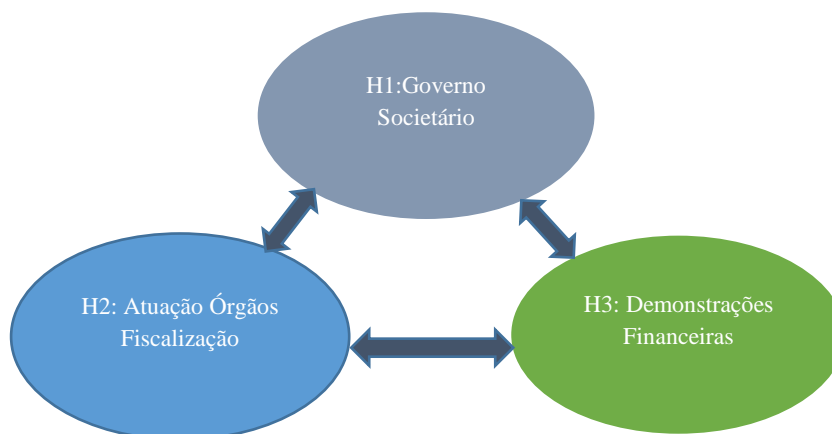 H1:Governo
Societário
H2: Atuação Órgãos
Fiscalização
H3: Demonstrações
Financeiras